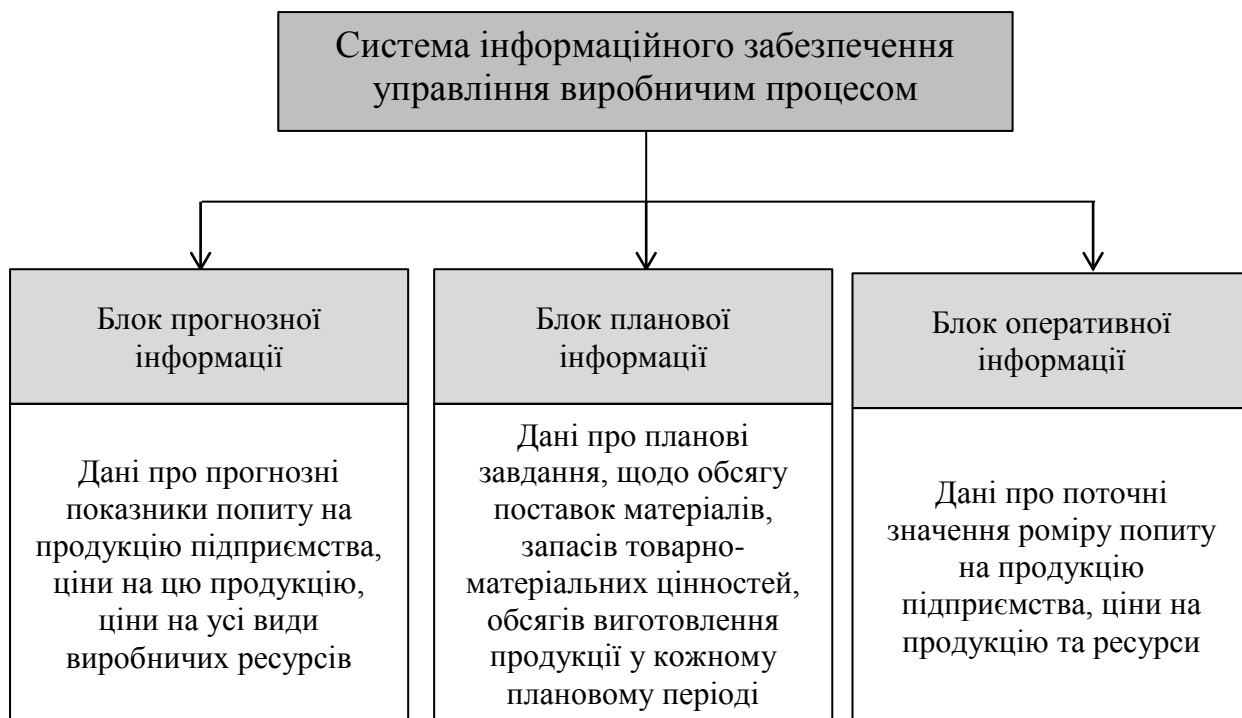 Система інформаційного забезпечення
управління виробничим процесом
Блок прогнозної
інформації
Дані про прогнозні
показники попиту на
продукцію підприємства,
ціни на цю продукцію,
ціни на усі види
виробничих ресурсів
Блок планової
інформації
Дані про планові
завдання, щодо обсягу
поставок матеріалів,
запасів товарно-
матеріальних цінностей,
обсягів виготовлення
продукції у кожному
плановому періоді
Блок оперативної
інформації
Дані про поточні
значення роміру попиту
на продукцію
підприємства, ціни на
продукцію та ресурси